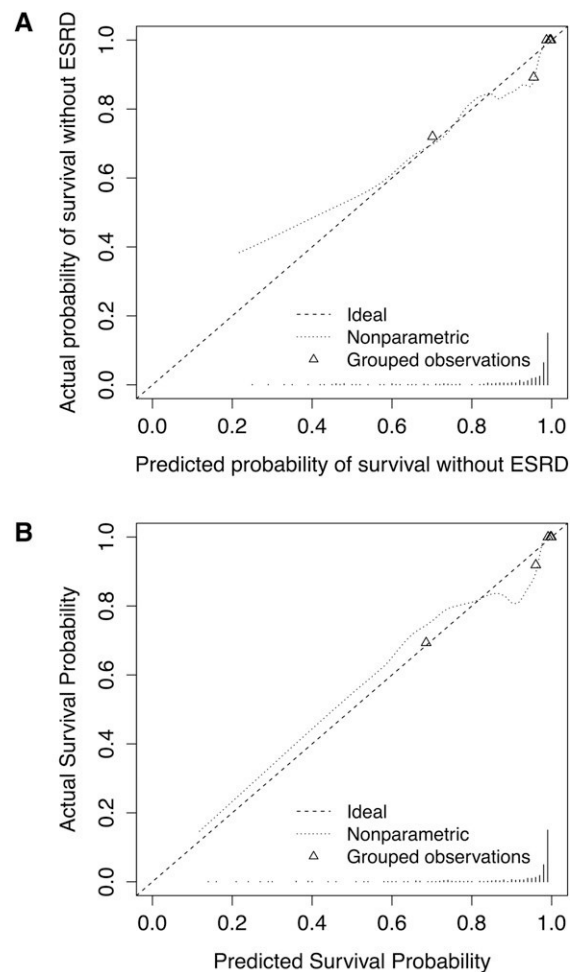 A
Actual probability of survival without ESRD
1.0
0.8
0.6
0.4
0.2
0.0
Ideal
Nonparametric
Grouped observations
0.0 0.2 0.4 0.6 0.8 1.0
Predicted probability of survival without ESRD
B
Actual Survival Probability
1.0
0.8
0.6
0.4
0.2
0.0
Ideal
Nonparametric
Grouped observations
0.0 0.2 0.4 0.6 0.8 1.0
Predicted Survival Probability